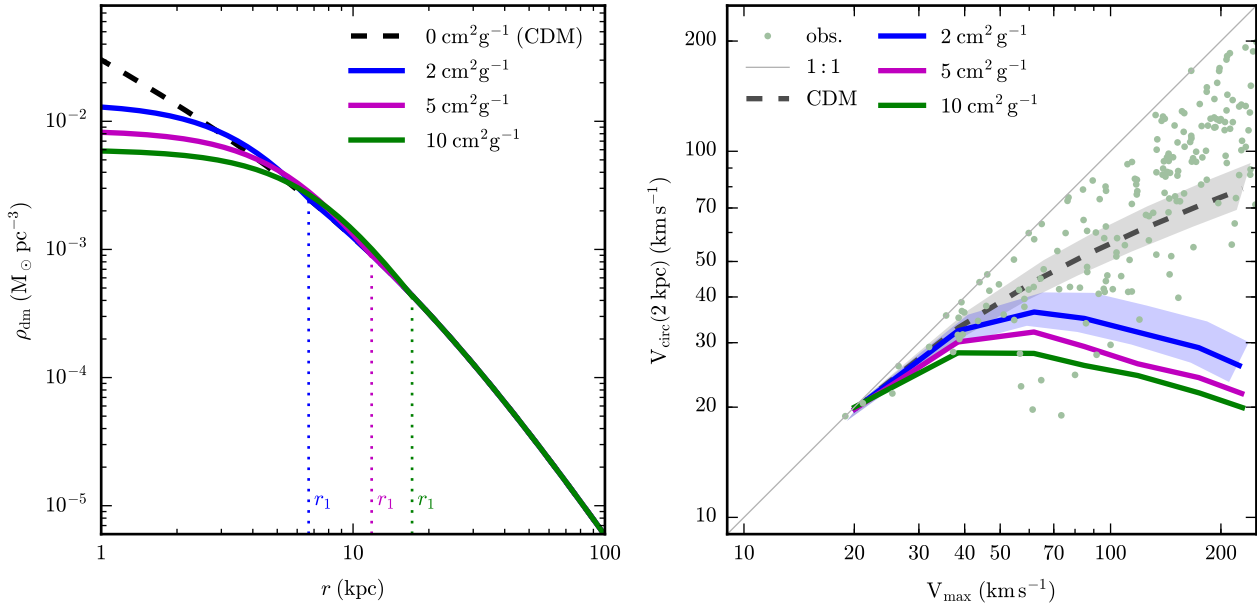 0 cm²g⁻¹ (CDM)
2 cm²g⁻¹
5 cm²g⁻¹
10 cm²g⁻¹
10⁻²
10⁻³
10⁻⁴
10⁻⁵
ρdm (M⊙ pc⁻³)
r₁ r₁ r₁
1 10 100
r (kpc)
obs. 2 cm² g⁻¹
1 : 1 5 cm² g⁻¹
CDM 10 cm² g⁻¹
200
100
70
50
40
30
20
10
Vcirc(2 kpc) (km s⁻¹)
10 20 30 40 50 70 100 200
Vmax (km s⁻¹)